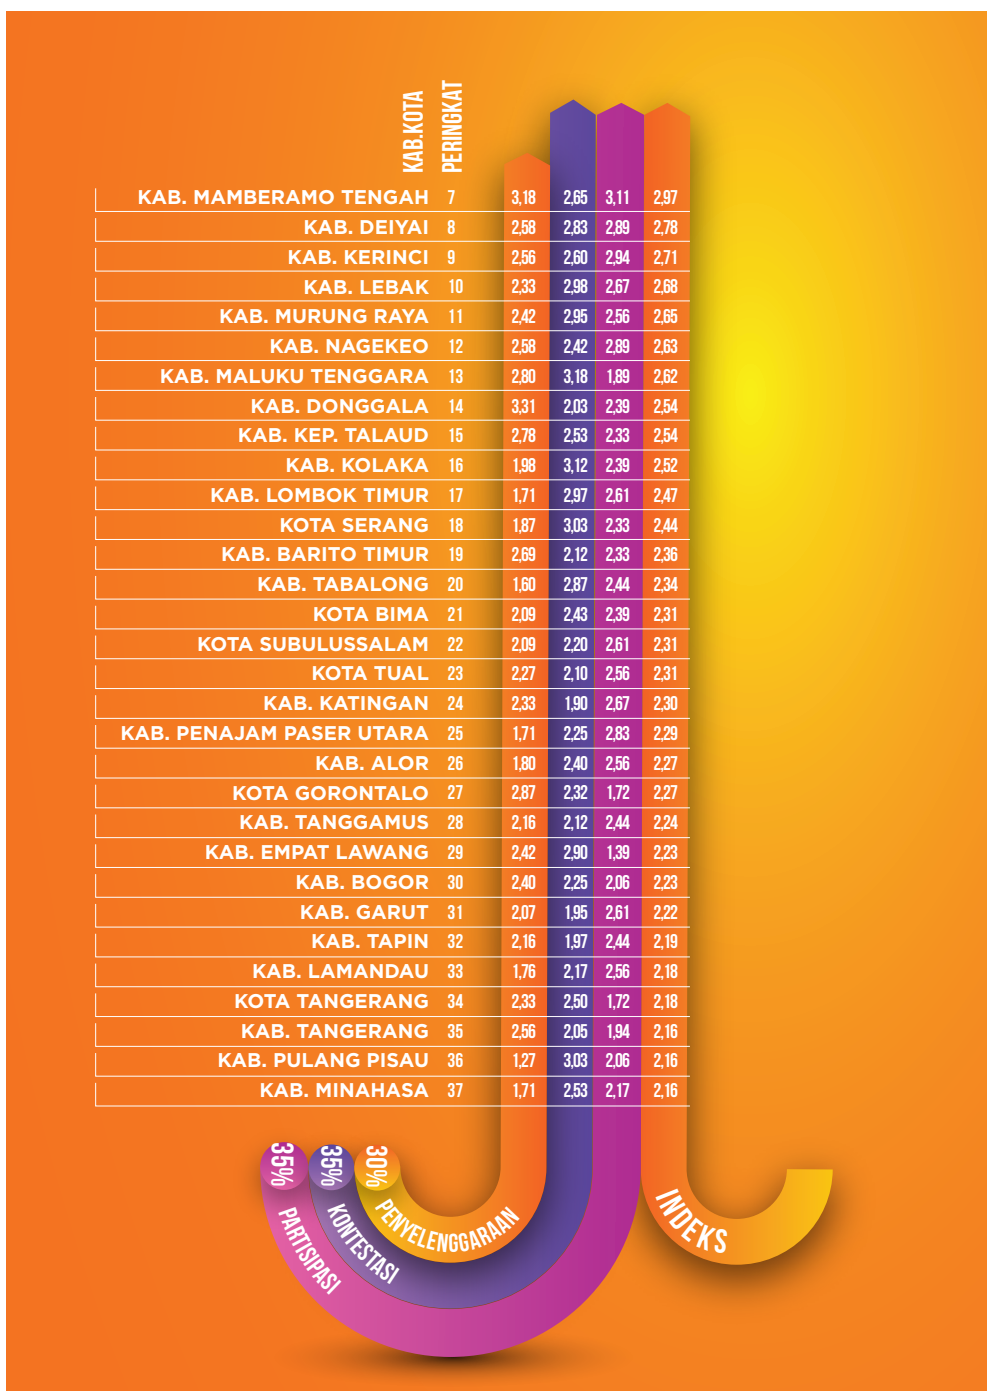 KAB.KOTA PERINGKAT
KAB. MAMBERAMO TENGAH 7 3,18 2,65 3,11 2,97
KAB. DEIYAI 8 2,58 2,83 2,89 2,78
KAB. KERINCI 9 2,56 2,60 2,94 2,71
KAB. LEBAK 10 2,33 2,98 2,67 2,68
KAB. MURUNG RAYA 11 2,42 2,95 2,56 2,65
KAB. NAGEKEO 12 2,58 2,42 2,89 2,63
KAB. MALUKU TENGGARA 13 2,80 3,18 1,89 2,62
KAB. DONGGALA 14 3,31 2,03 2,39 2,54
KAB. KEP. TALAUD 15 2,78 2,53 2,33 2,54
KAB. KOLAKA 16 1,98 3,12 2,39 2,52
KAB. LOMBOK TIMUR 17 1,71 2,97 2,61 2,47
KOTA SERANG 18 1,87 3,03 2,33 2,44
KAB. BARITO TIMUR 19 2,69 2,12 2,33 2,36
KAB. TABALONG 20 1,60 2,87 2,44 2,34
KOTA BIMA 21 2,09 2,43 2,39 2,31
KOTA SUBULUSSALAM 22 2,09 2,20 2,61 2,31
KOTA TUAL 23 2,27 2,10 2,56 2,31
KAB. KATINGAN 24 2,33 1,90 2,67 2,30
KAB. PENAJAM PASER UTARA 25 1,71 2,25 2,83 2,29
KAB. ALOR 26 1,80 2,40 2,56 2,27
KOTA GORONTALO 27 2,87 2,32 1,72 2,27
KAB. TANGGAMUS 28 2,16 2,12 2,44 2,24
KAB. EMPAT LAWANG 29 2,42 2,90 1,39 2,23
KAB. BOGOR 30 2,40 2,25 2,06 2,23
KAB. GARUT 31 2,07 1,95 2,61 2,22
KAB. TAPIN 32 2,16 1,97 2,44 2,19
KAB. LAMANDAU 33 1,76 2,17 2,56 2,18
KOTA TANGERANG 34 2,33 2,50 1,72 2,18
KAB. TANGERANG 35 2,56 2,05 1,94 2,16
KAB. PULANG PISAU 36 1,27 3,03 2,06 2,16
KAB. MINAHASA 37 1,71 2,53 2,17 2,16
35% PARTISIPASI
35% KONTESTASI
30% PENYELENGGARAAN
INDEKS